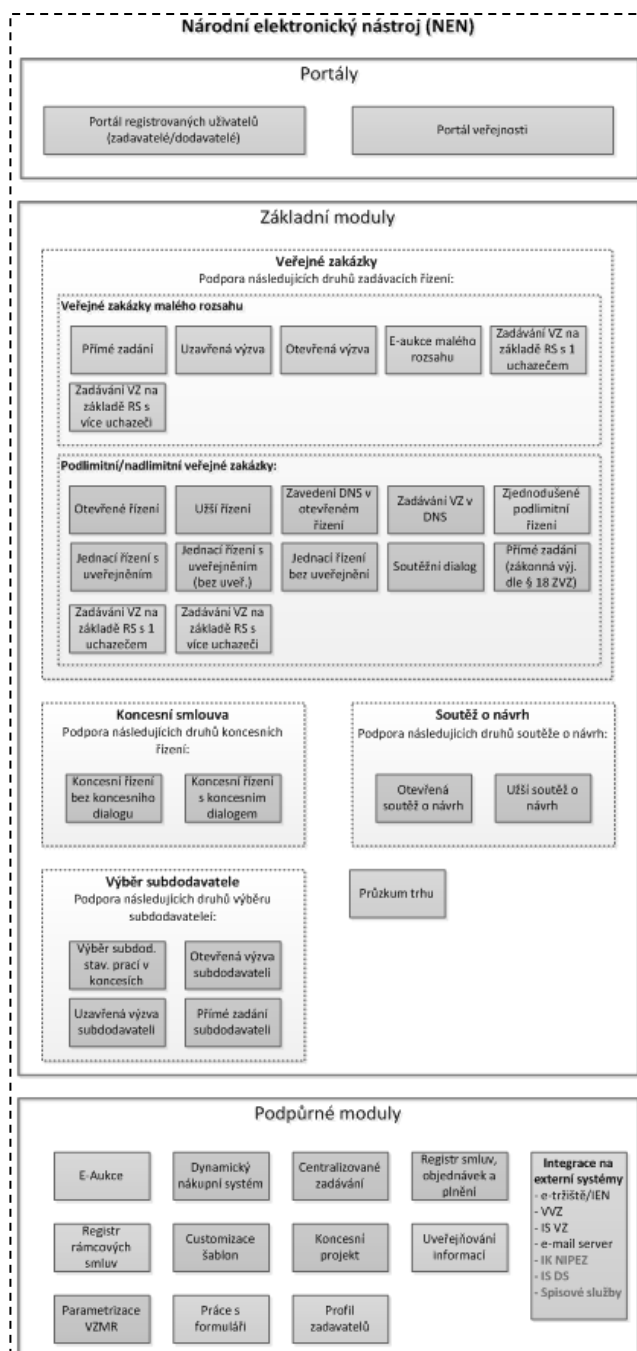 Národní elektronický nástroj (NEN)
Portály
Portál registrovaných uživatelů
(zadavatelé/dodavatelé)
Portál veřejnosti
Základní moduly
Veřejné zakázky
Podpora následujících druhů zadávacích řízení:
Veřejné zakázky malého rozsahu
Přímé zadání
Uzavřená výzva
Otevřená výzva
E-aukce malého
rozsahu
Zadávání VZ na
základě RS s 1
uchazečem
Zadávání VZ na
základě RS s
více uchazeči
Podlimitní/nadlimitní veřejné zakázky:
Otevřené řízení
Užší řízení
Zavedení DNS v
otevřeném
řízení
Zadávání VZ v
DNS
Zjednodušené
podlimitní
řízení
Jednací řízení s
uveřejněním
Jednací řízení s
uveřejněním
(bez uveř.)
Jednací řízení
bez uveřejnění
Soutěžní dialog
Přímé zadání
(zákonná výj.
dle § 18 ZVZ)
Zadávání VZ na
základě RS s 1
uchazečem
Zadávání VZ na
základě RS s
více uchazeči
Koncesní smlouva
Podpora následujících druhů koncesních
řízení:
Koncesní řízení
bez koncesního
dialogu
Koncesní řízení
s koncesním
dialogem
Soutěž o návrh
Podpora následujících druhů soutěže o návrh:
Otevřená
soutěž o návrh
Užší soutěž o
návrh
Výběr subdodavatele
Podpora následujících druhů výběru
subdodavateleí:
Výběr subdod.
stav. prací v
koncesích
Otevřená výzva
subdodavateli
Uzavřená výzva
subdodavateli
Přímé zadání
subdodavateli
Průzkum trhu
Podpůrné moduly
E-Aukce
Dynamický
nákupní systém
Centralizované
zadávání
Registr smluv,
objednávek a
plnění
Registr
rámcových
smluv
Customizace
šablon
Koncesní
projekt
Uveřejňování
informací
Parametrizace
VZMR
Práce s
formuláři
Profil
zadavatelů
Integrace na
externí systémy
- e-tržiště/IEN
- VVZ
- IS VZ
- e-mail server
- IK NIPEZ
- IS DS
- Spisové služby